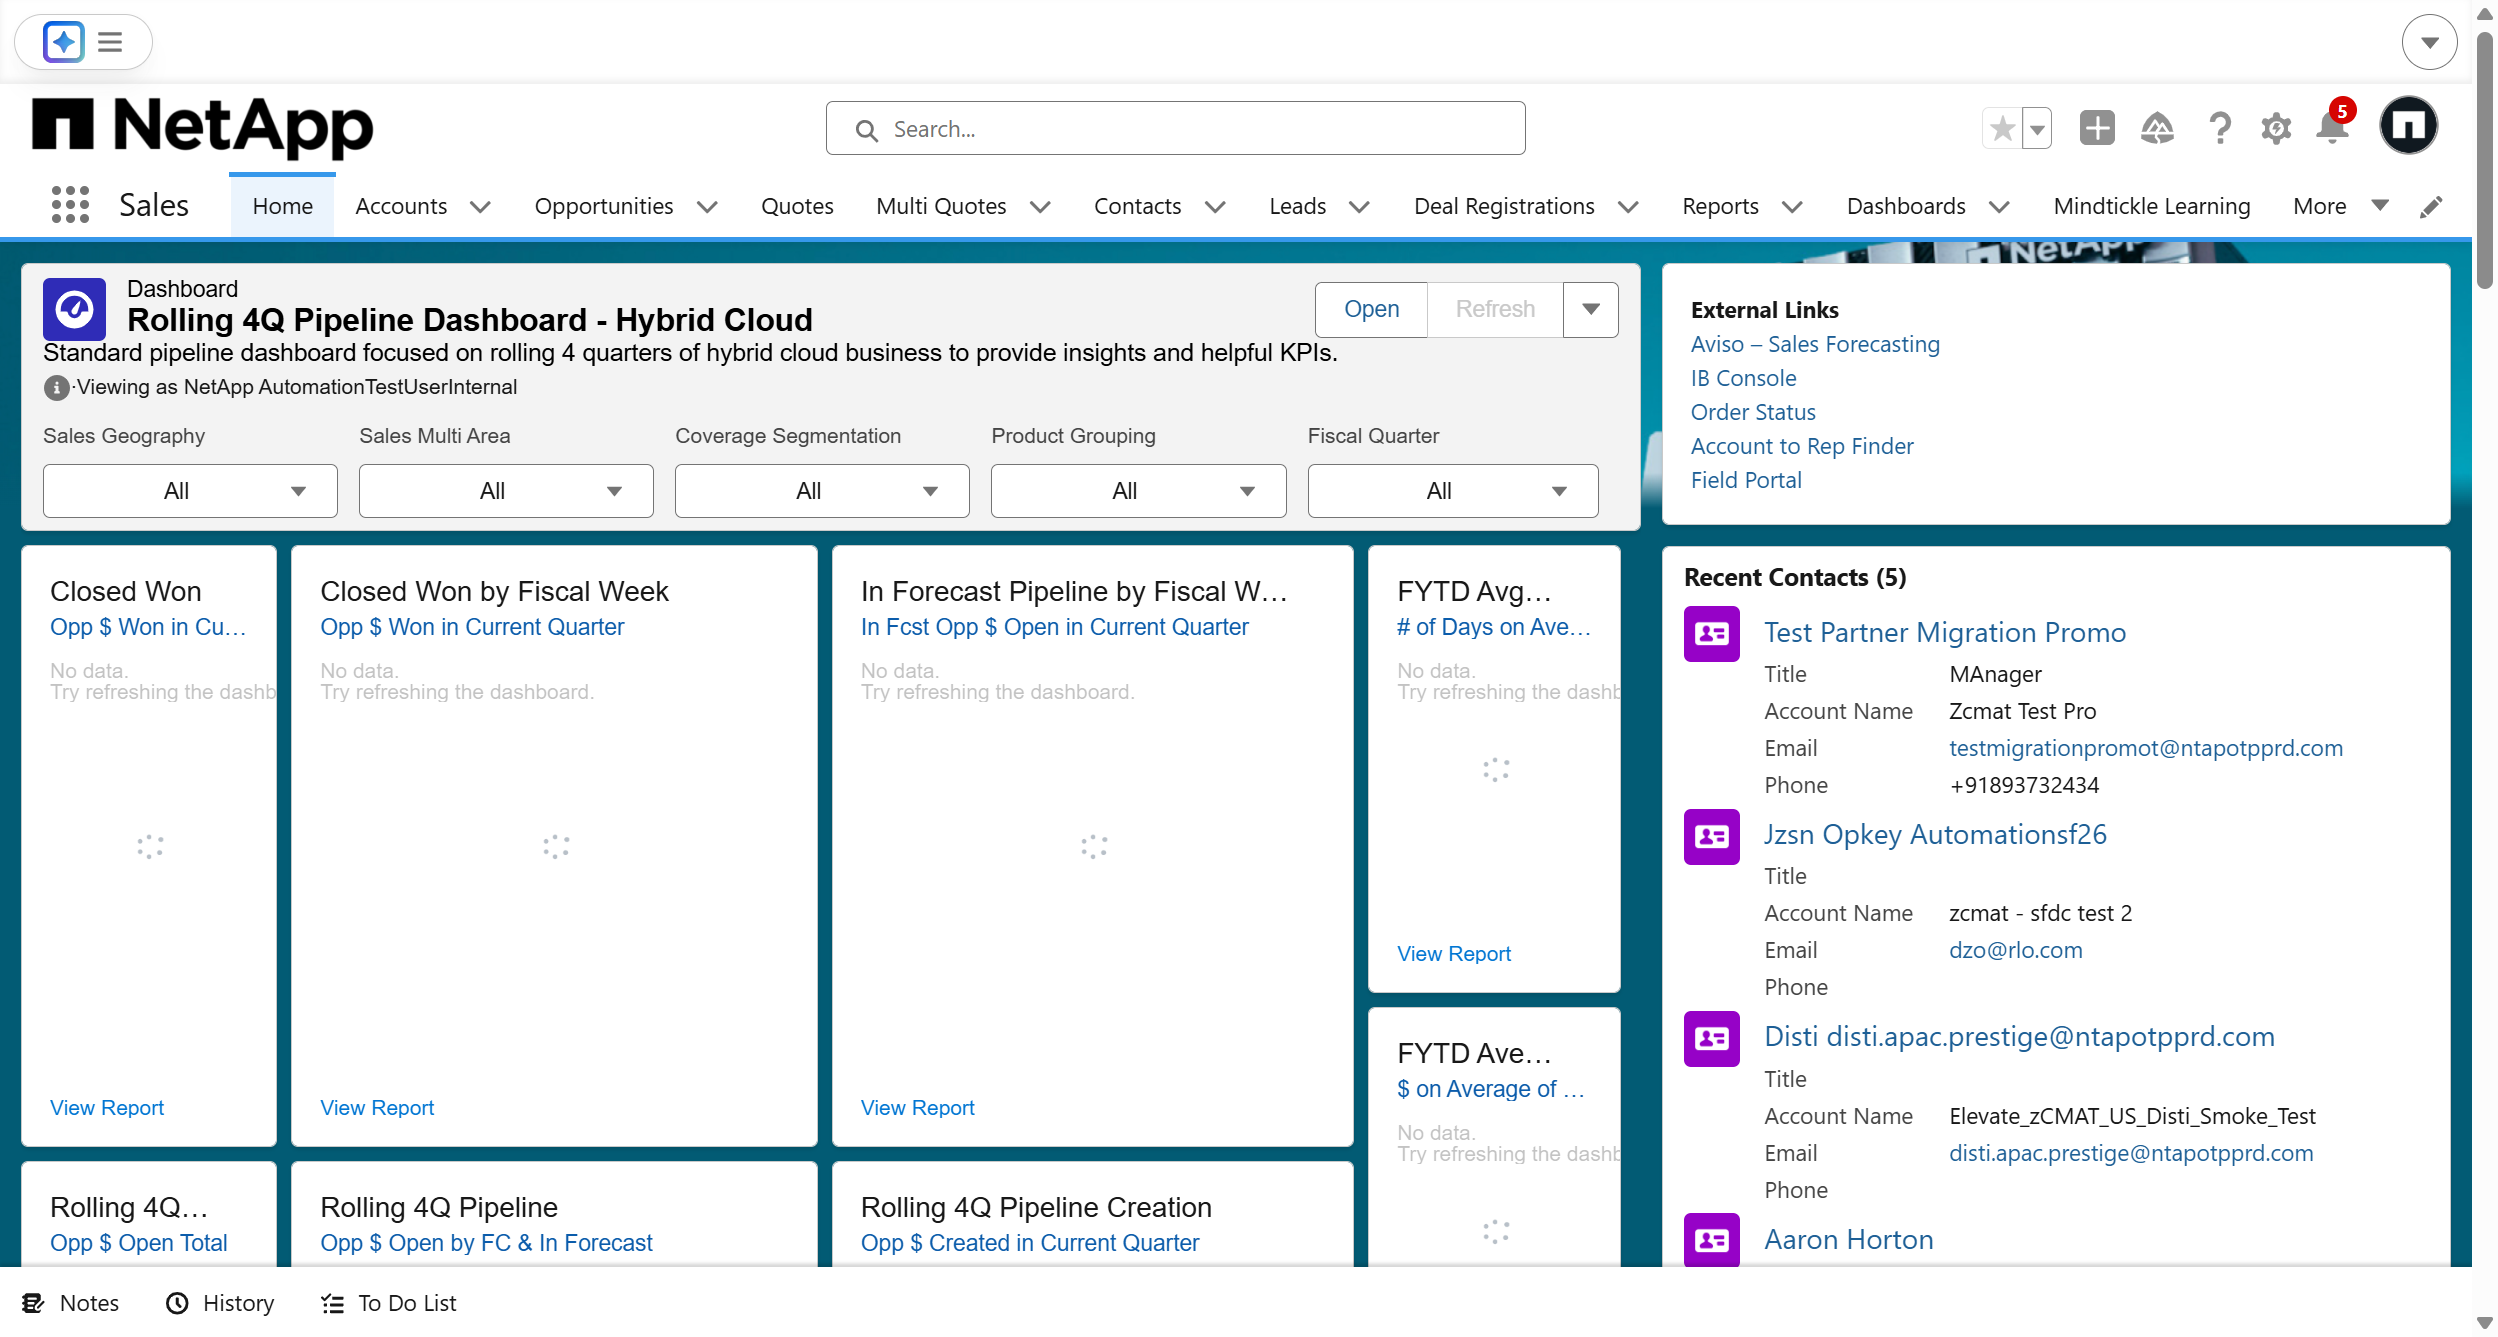 NetApp
Search...
5
Sales
Home
Accounts
Opportunities
Quotes
Multi Quotes
Contacts
Leads
Deal Registrations
Reports
Dashboards
Mindtickle Learning
More
NetApp
Dashboard
Rolling 4Q Pipeline Dashboard - Hybrid Cloud
Open
Refresh
Standard pipeline dashboard focused on rolling 4 quarters of hybrid cloud business to provide insights and helpful KPIs.
·Viewing as NetApp AutomationTestUserInternal
Sales Geography
Sales Multi Area
Coverage Segmentation
Product Grouping
Fiscal Quarter
All
All
All
All
All
Closed Won
Opp $ Won in Cu...
No data.
Try refreshing the dashb
View Report
Closed Won by Fiscal Week
Opp $ Won in Current Quarter
No data.
Try refreshing the dashboard.
View Report
In Forecast Pipeline by Fiscal W...
In Fcst Opp $ Open in Current Quarter
No data.
Try refreshing the dashboard.
View Report
FYTD Avg...
# of Days on Ave...
No data.
Try refreshing the dashb
View Report
FYTD Ave...
$ on Average of ...
No data.
Try refreshing the dashb
Rolling 4Q...
Opp $ Open Total
Rolling 4Q Pipeline
Opp $ Open by FC & In Forecast
Rolling 4Q Pipeline Creation
Opp $ Created in Current Quarter
External Links
Aviso – Sales Forecasting
IB Console
Order Status
Account to Rep Finder
Field Portal
Recent Contacts (5)
Test Partner Migration Promo
Title MAnager
Account Name Zcmat Test Pro
Email testmigrationpromot@ntapotpprd.com
Phone +91893732434
Jzsn Opkey Automationsf26
Title
Account Name zcmat - sfdc test 2
Email dzo@rlo.com
Phone
Disti disti.apac.prestige@ntapotpprd.com
Title
Account Name Elevate_zCMAT_US_Disti_Smoke_Test
Email disti.apac.prestige@ntapotpprd.com
Phone
Aaron Horton
Notes
History
To Do List